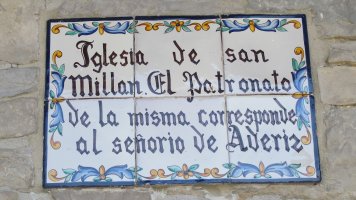 Iglesia de san
Millan. El Patronato
de la misma corresponde
al señorio de Aderiz